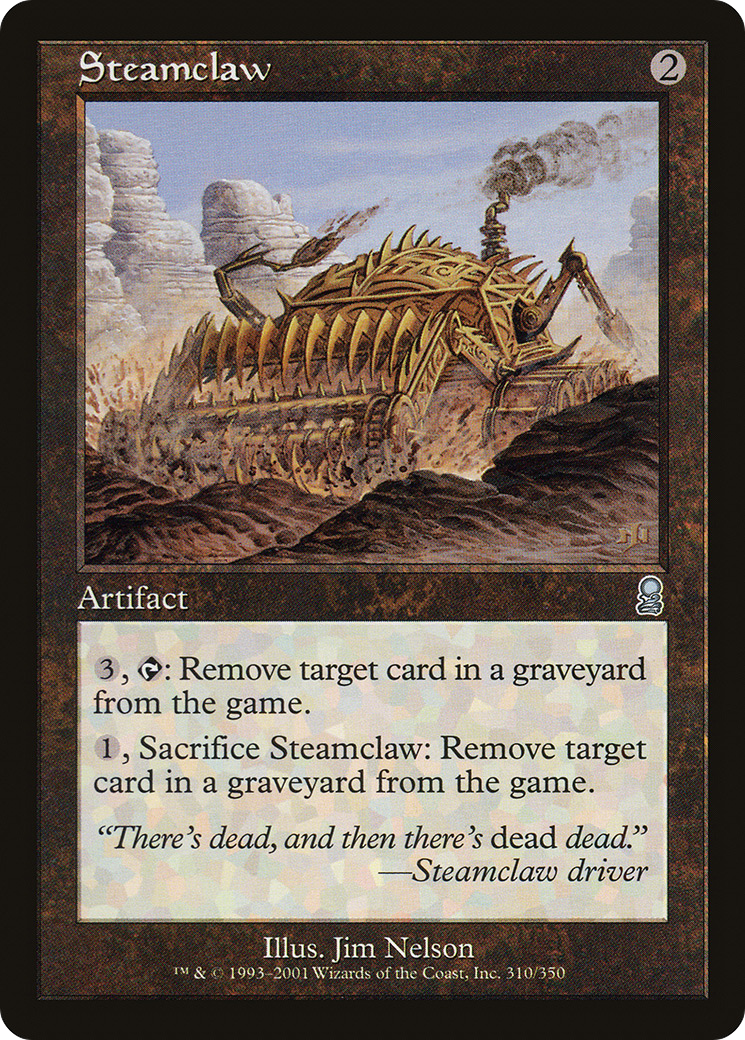 Steamclaw
2
Artifact
3, : Remove target card in a graveyard
from the game.
1, Sacrifice Steamclaw: Remove target
card in a graveyard from the game.
“There’s dead, and then there’s dead dead.”
—Steamclaw driver
Illus. Jim Nelson
™ & © 1993–2001 Wizards of the Coast, Inc. 310/350